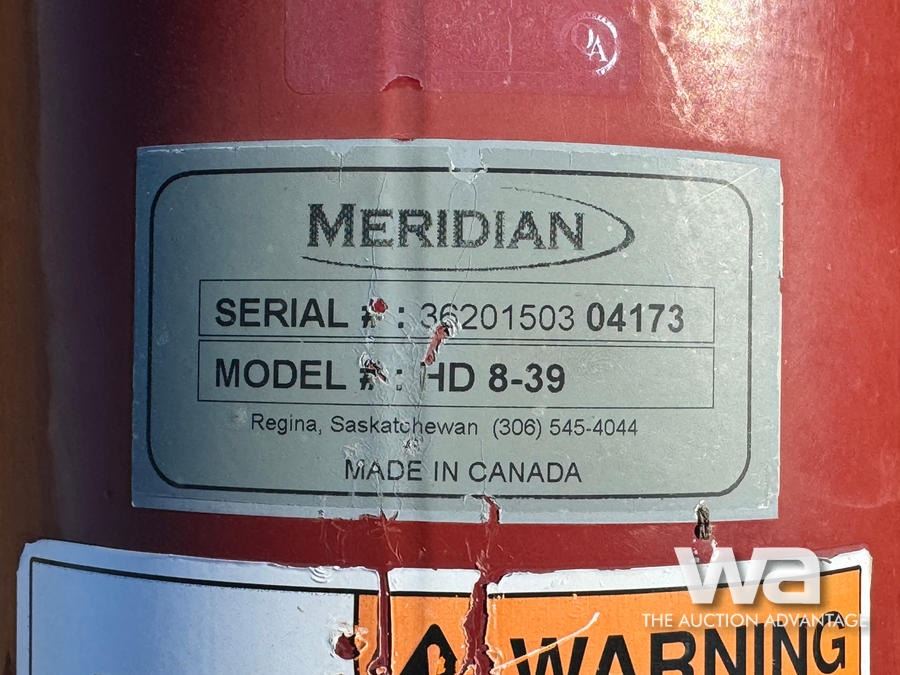 QA
MERIDIAN
SERIAL # : 36201503 04173
MODEL # : HD 8-39
Regina, Saskatchewan (306) 545-4044
MADE IN CANADA
wa
THE AUCTION ADVANTAGE
WARNING